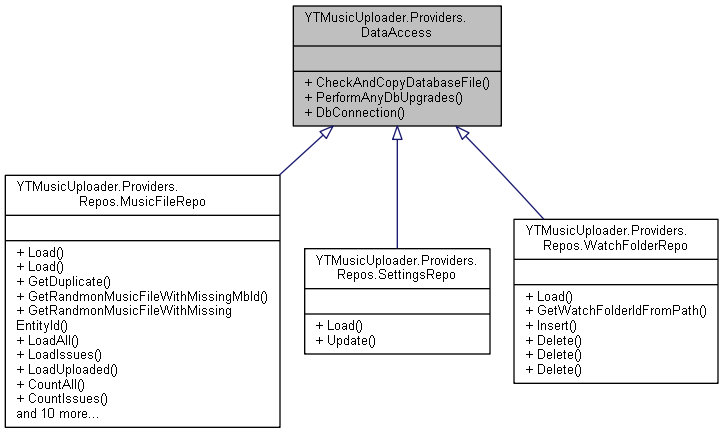 YTMusicUploader.Providers.
DataAccess
+ CheckAndCopyDatabaseFile()
+ PerformAnyDbUpgrades()
+ DbConnection()
YTMusicUploader.Providers.
Repos.MusicFileRepo
+ Load()
+ Load()
+ GetDuplicate()
+ GetRandmonMusicFileWithMissingMbId()
+ GetRandmonMusicFileWithMissing
EntityId()
+ LoadAll()
+ LoadIssues()
+ LoadUploaded()
+ CountAll()
+ CountIssues()
and 10 more...
YTMusicUploader.Providers.
Repos.SettingsRepo
+ Load()
+ Update()
YTMusicUploader.Providers.
Repos.WatchFolderRepo
+ Load()
+ GetWatchFolderIdFromPath()
+ Insert()
+ Delete()
+ Delete()
+ Delete()